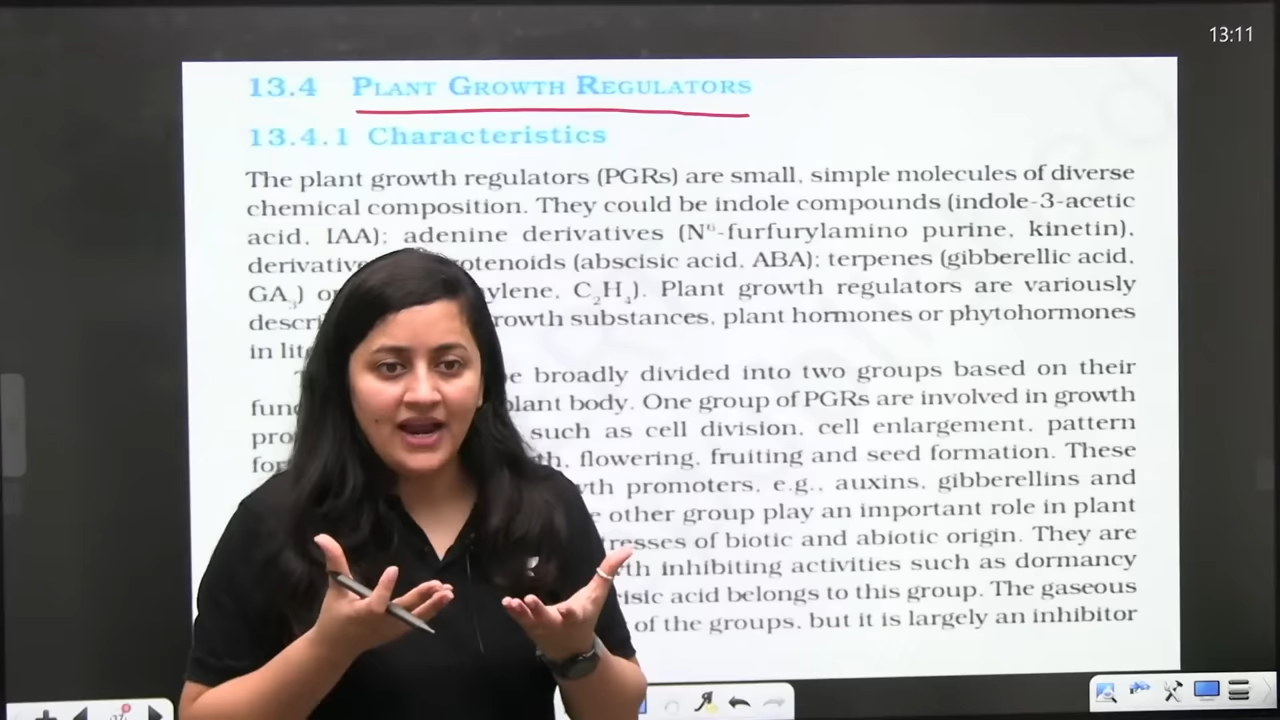 13:11
13.4 PLANT GROWTH REGULATORS
13.4.1 Characteristics
The plant growth regulators (PGRs) are small, simple molecules of diverse
chemical composition. They could be indole compounds (indole-3-acetic
acid, IAA); adenine derivatives (N⁶-furfurylamino purine, kinetin),
derivative otenoids (abscisic acid, ABA); terpenes (gibberellic acid,
GA₃) o ylene, C₂H₄). Plant growth regulators are variously
descri rowth substances, plant hormones or phytohormones
in lit
e broadly divided into two groups based on their
fun plant body. One group of PGRs are involved in growth
pro such as cell division, cell enlargement, pattern
for th, flowering, fruiting and seed formation. These
wth promoters, e.g., auxins, gibberellins and
e other group play an important role in plant
resses of biotic and abiotic origin. They are
th inhibiting activities such as dormancy
cisic acid belongs to this group. The gaseous
of the groups, but it is largely an inhibitor